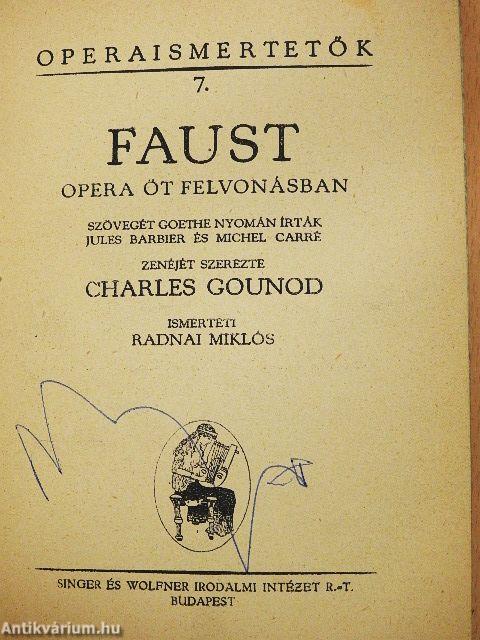 OPERAISMERTETŐK
7.
FAUST
OPERA ÖT FELVONÁSBAN
SZÖVEGÉT GOETHE NYOMÁN ÍRTÁK
JULES BARBIER ÉS MICHEL CARRÉ
ZENÉJÉT SZEREZTE
CHARLES GOUNOD
ISMERTETI
RADNAI MIKLÓS
SINGER ÉS WOLFNER IRODALMI INTÉZET R.-T.
BUDAPEST
Antikvárium.hu